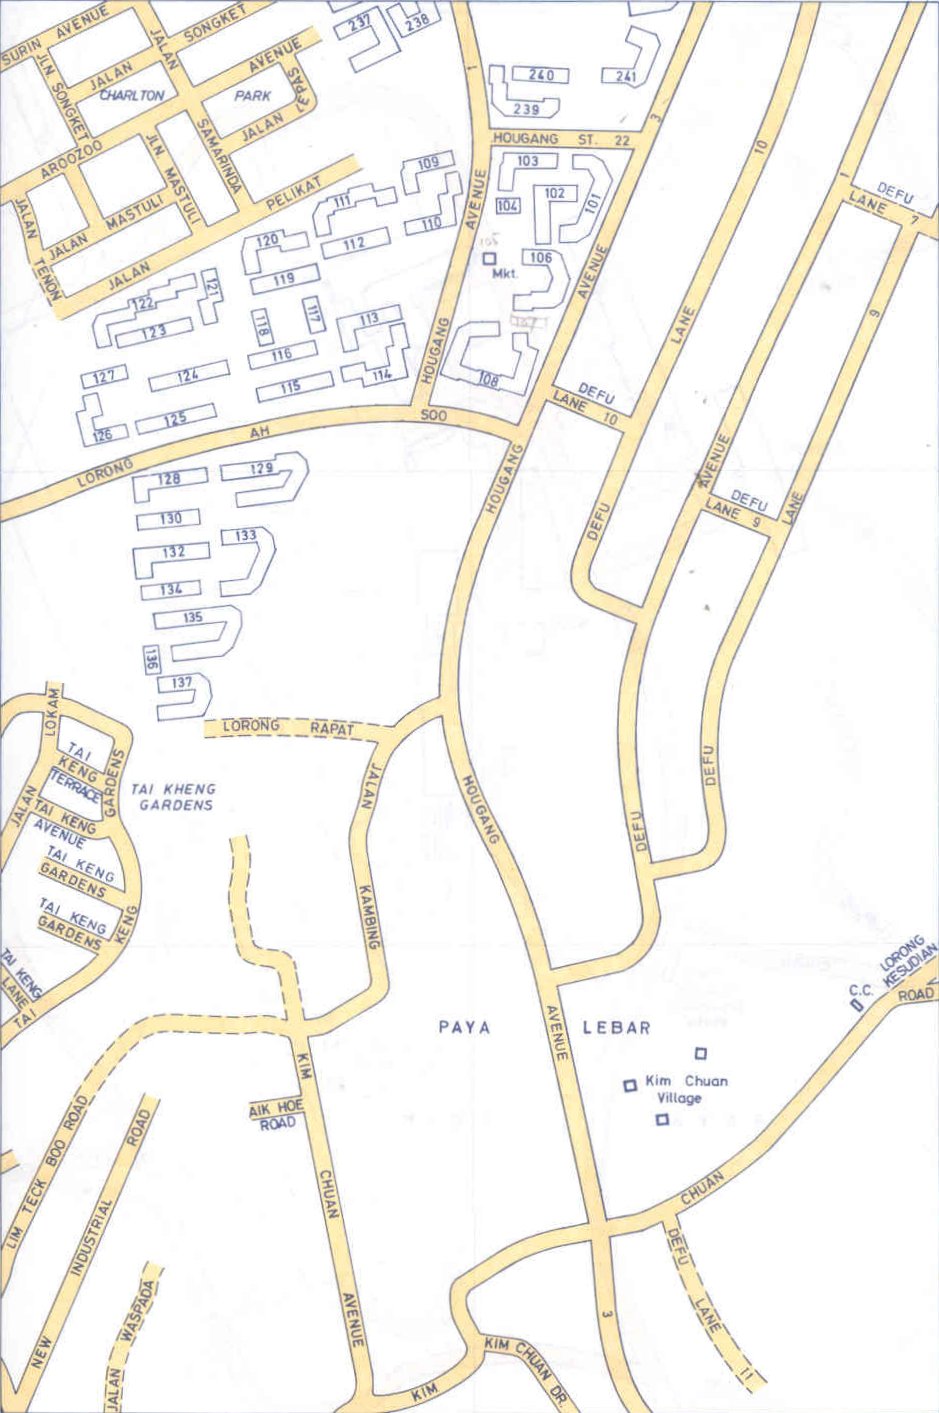 SURIN AVENUE
JALAN SAMARINDA
SONGKET
237
238
JLN. SONGKET
JALAN
AVENUE
CHARLTON PARK
LEPAS
JALAN
AROOZOO
JLN. MASTULI
JALAN MASTULI
JALAN TENON
JALAN PELIKAT
HOUGANG AVENUE 1
240
241
239
HOUGANG ST. 22
HOUGANG AVENUE 3
103
102
101
104
106
Mkt.
108
109
110
111
112
120
119
121
122
123
118
117
113
116
115
114
127
124
126
125
LORONG AH SOO
128
129
130
133
132
134
135
136
137
DEFU LANE 10
DEFU
LANE 10
DEFU AVENUE 1
DEFU
LANE 7
DEFU LANE 9
DEFU
LANE 9
LORONG RAPAT
JALAN KAMBING
JALAN LOKAM
TAI
KENG
TERRACE
TAI KENG
AVENUE
TAI KENG GARDENS
TAI KENG
GARDENS
TAI KENG
GARDENS
TAI KENG
LANE
TAI KHENG
GARDENS
HOUGANG AVENUE 3
PAYA LEBAR
C.C.
LORONG
KESUDIAN
ROAD
Kim Chuan
Village
LIM TECK BOO ROAD
NEW INDUSTRIAL ROAD
JALAN WASPADA
AIK HOE
ROAD
KIM CHUAN AVENUE
KIM CHUAN
KIM CHUAN DR.
DEFU LANE 11